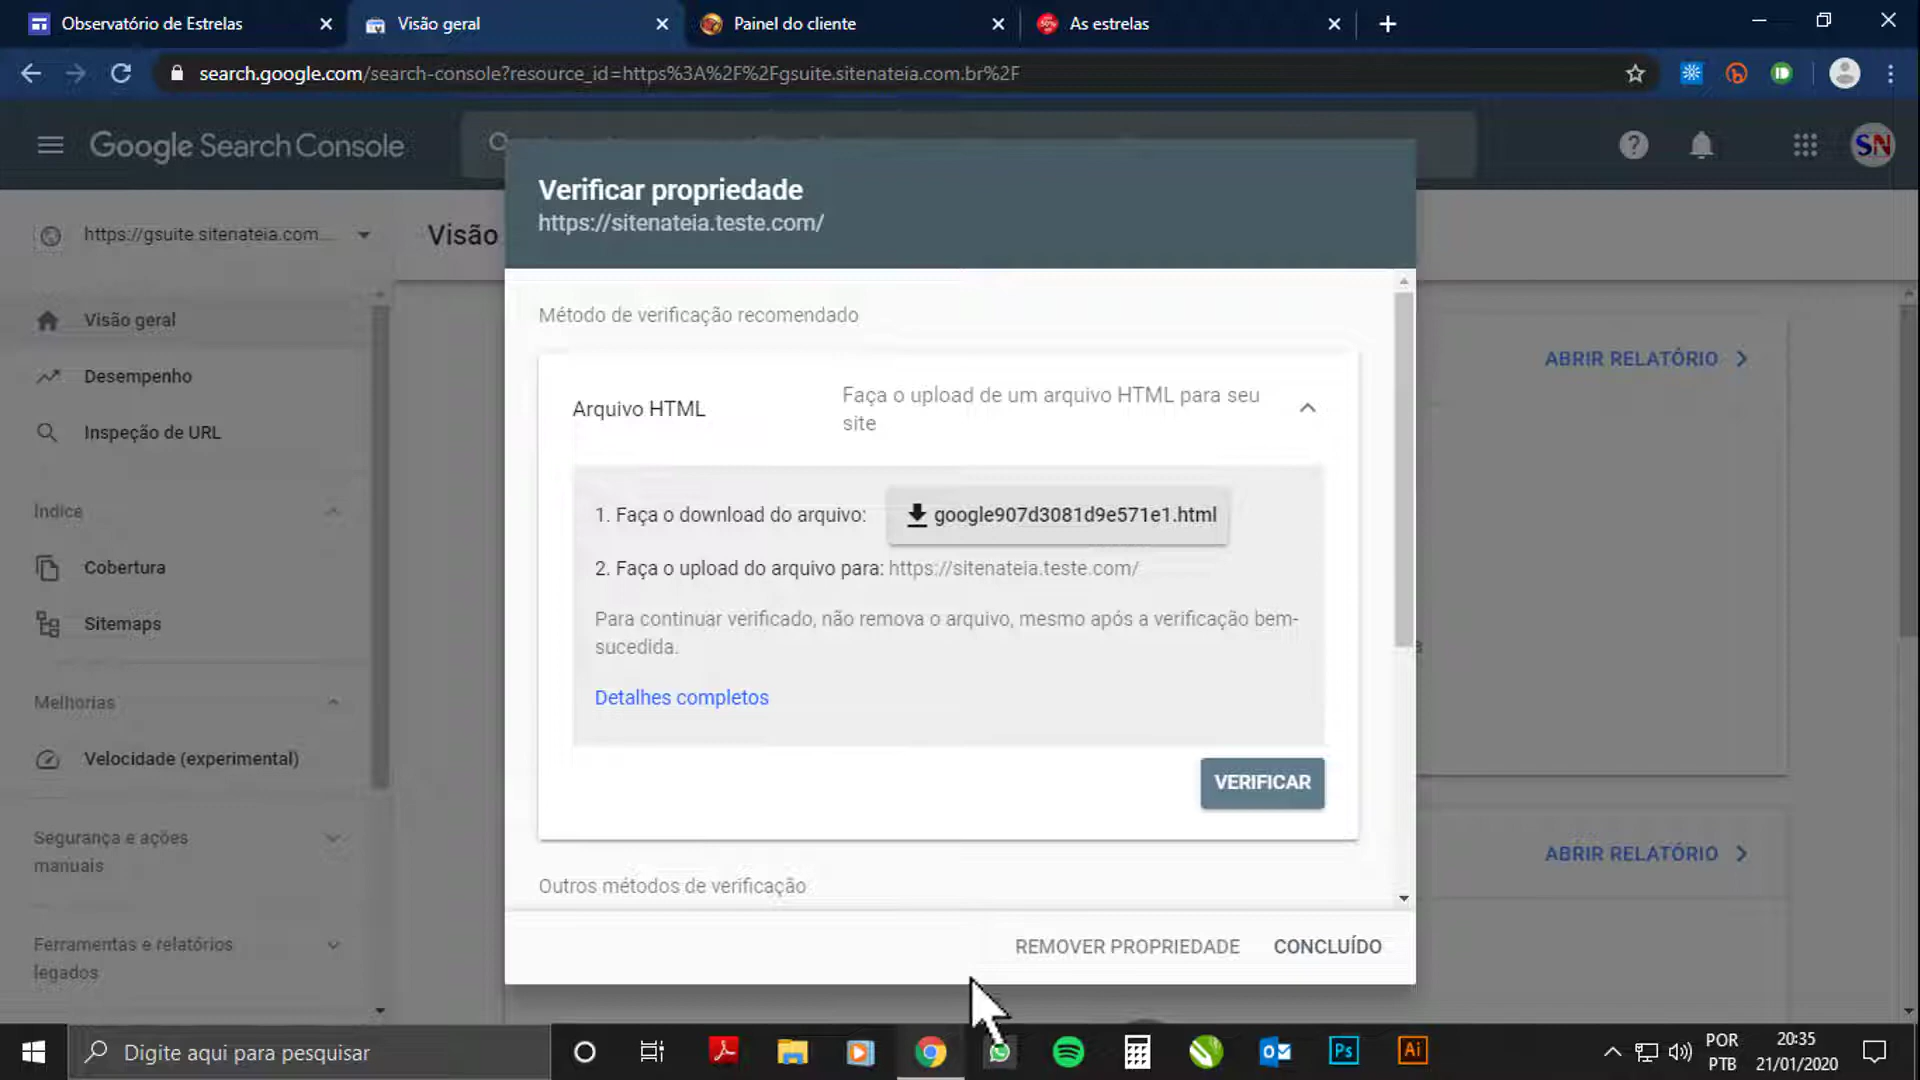 Observatório de Estrelas
Visão geral
Painel do cliente
As estrelas
search.google.com/search-console?resource_id=https%3A%2F%2Fgsuite.sitenateia.com.br%2F
Google Search Console
SN
https://gsuite.sitenateia.com...
Visão
Visão geral
Desempenho
Inspeção de URL
Índice
Cobertura
Sitemaps
Melhorias
Velocidade (experimental)
Segurança e ações
manuais
Ferramentas e relatórios
legados
Verificar propriedade
https://sitenateia.teste.com/
Método de verificação recomendado
Arquivo HTML
Faça o upload de um arquivo HTML para seu
site
1. Faça o download do arquivo: google907d3081d9e571e1.html
2. Faça o upload do arquivo para: https://sitenateia.teste.com/
Para continuar verificado, não remova o arquivo, mesmo após a verificação bem-
sucedida.
Detalhes completos
VERIFICAR
Outros métodos de verificação
REMOVER PROPRIEDADE CONCLUÍDO
ABRIR RELATÓRIO
ABRIR RELATÓRIO
Digite aqui para pesquisar
Ps
Ai
POR
PTB
20:35
21/01/2020